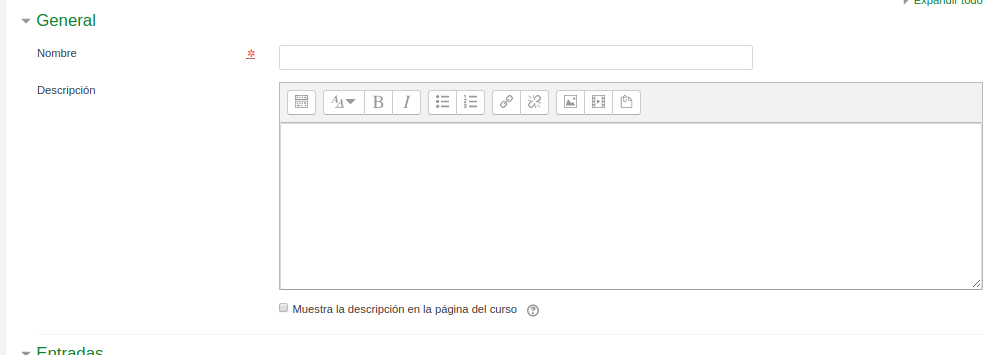 Expandir todo
General
Nombre
Descripción
Muestra la descripción en la página del curso
Entradas